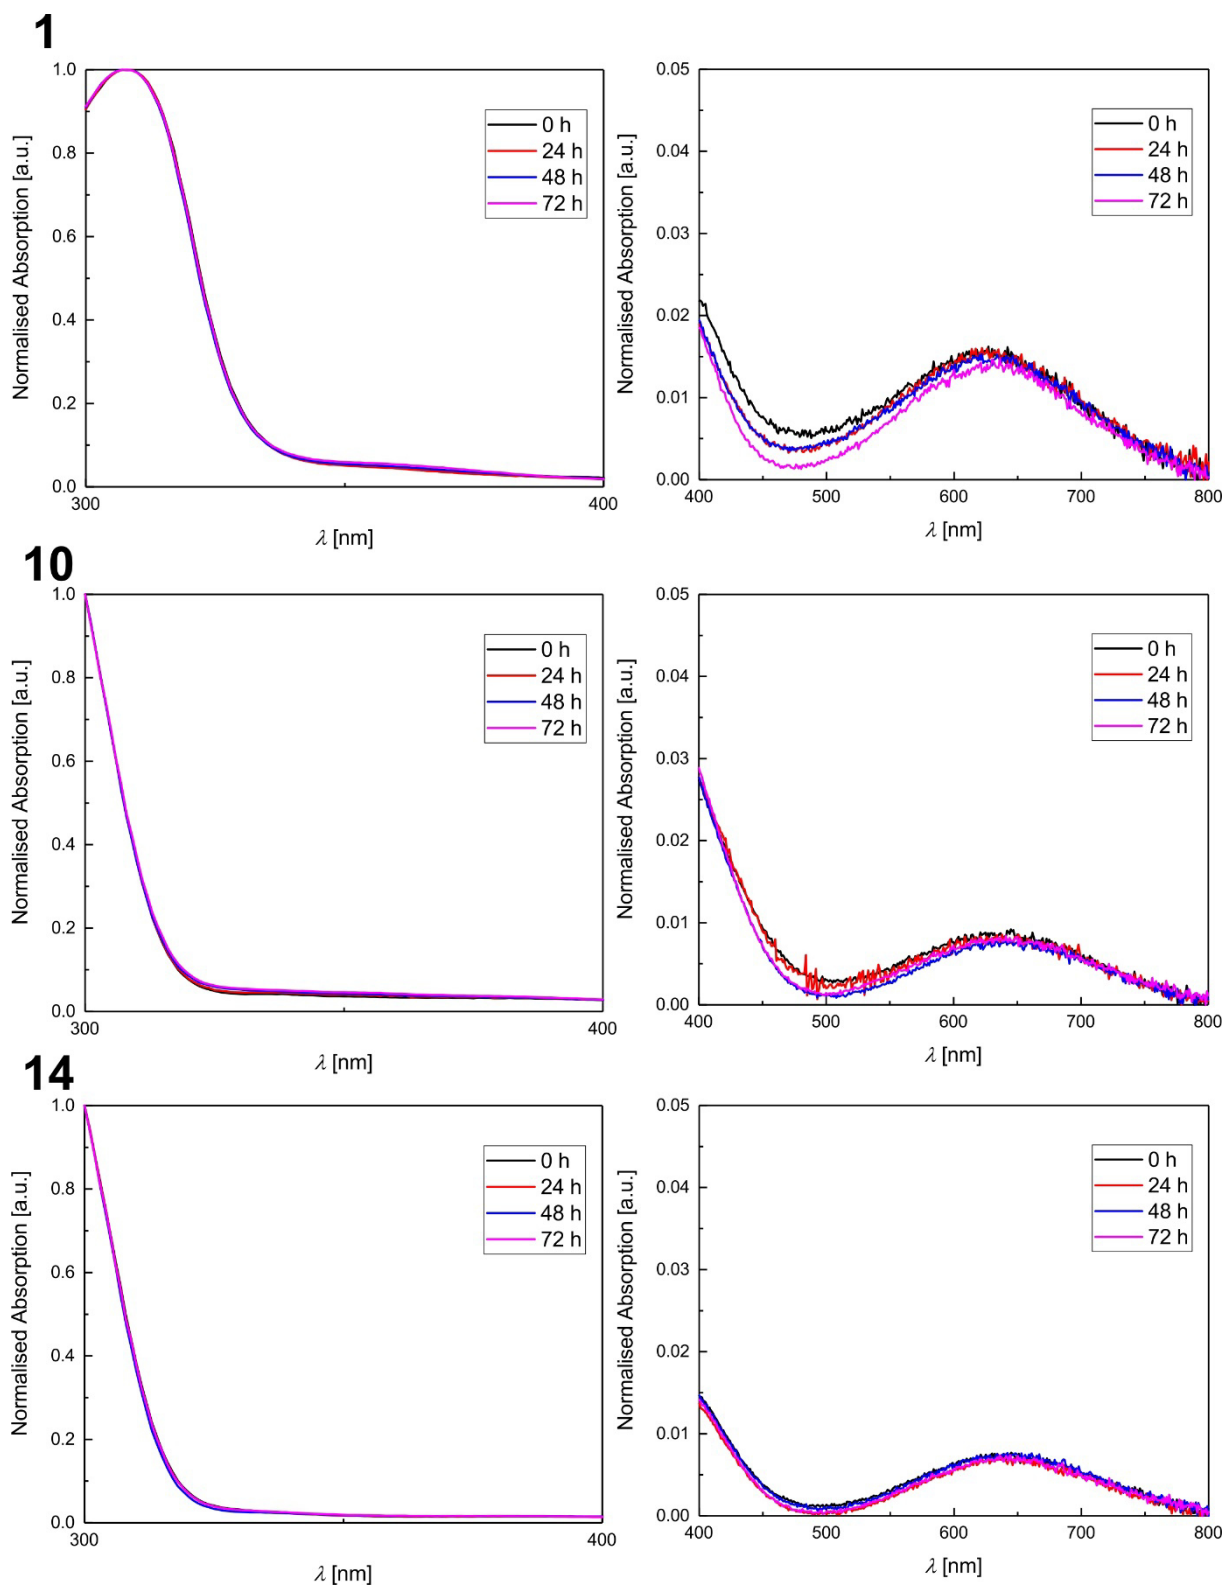 1
Normalised Absorption [a.u.]
1.0
0.8
0.6
0.4
0.2
0.0
300
400
λ [nm]
0 h
24 h
48 h
72 h
Normalised Absorption [a.u.]
0.05
0.04
0.03
0.02
0.01
0.00
400
500
600
700
800
λ [nm]
0 h
24 h
48 h
72 h
10
Normalised Absorption [a.u.]
1.0
0.8
0.6
0.4
0.2
0.0
300
400
λ [nm]
0 h
24 h
48 h
72 h
Normalised Absorption [a.u.]
0.05
0.04
0.03
0.02
0.01
0.00
400
500
600
700
800
λ [nm]
0 h
24 h
48 h
72 h
14
Normalised Absorption [a.u.]
1.0
0.8
0.6
0.4
0.2
0.0
300
400
λ [nm]
0 h
24 h
48 h
72 h
Normalised Absorption [a.u.]
0.05
0.04
0.03
0.02
0.01
0.00
400
500
600
700
800
λ [nm]
0 h
24 h
48 h
72 h